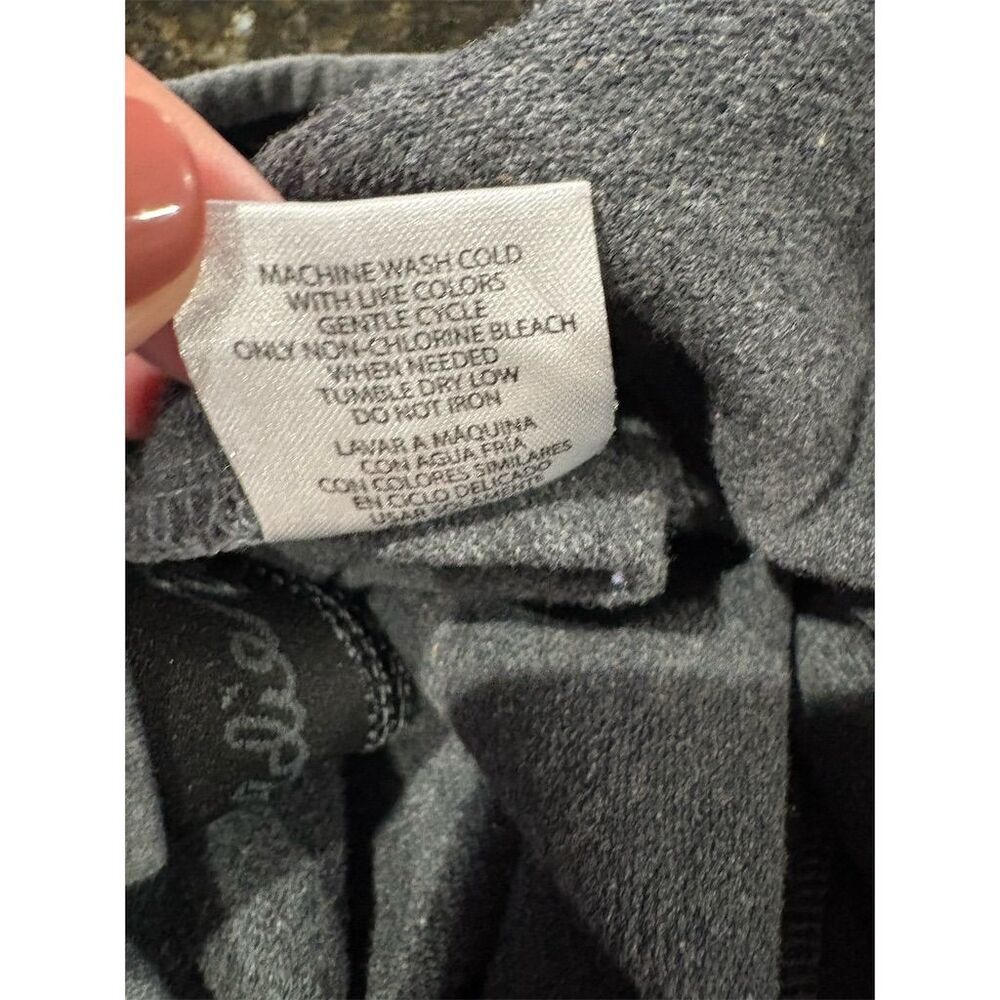 MACHINE WASH COLD
WITH LIKE COLORS
GENTLE CYCLE
ONLY NON-CHLORINE BLEACH
WHEN NEEDED
TUMBLE DRY LOW
DO NOT IRON
LAVAR A MÁQUINA
CON AGUA FRIA
CON COLORES SIMILARES
EN CICLO DELICADO